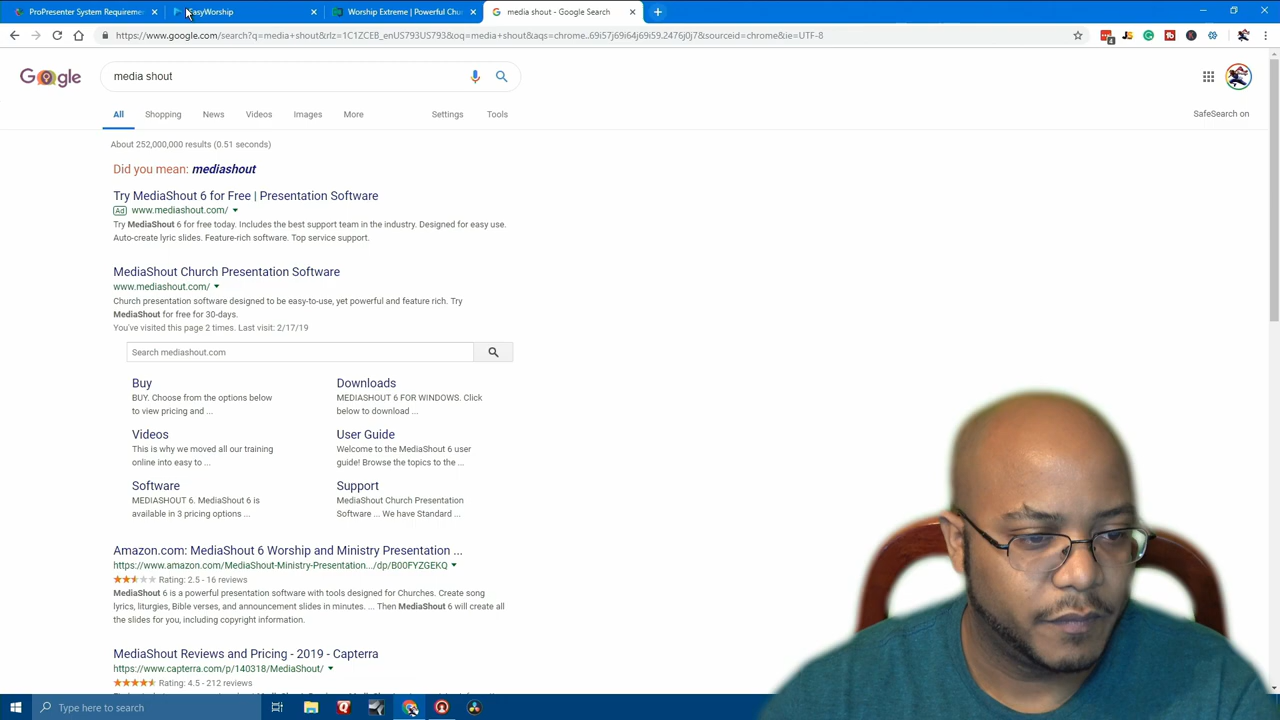 ProPresenter System Requireme
EasyWorship
Worship Extreme | Powerful Chu
media shout - Google Search
https://www.google.com/search?q=media+shout&rlz=1C1ZCEB_enUS793US793&oq=media+shout&aqs=chrome..69i57j69i64j69i59.2476j0j7&sourceid=chrome&ie=UTF-8
Google
media shout
All
Shopping
News
Videos
Images
More
Settings
Tools
SafeSearch on
About 252,000,000 results (0.51 seconds)
Did you mean: mediashout
Try MediaShout 6 for Free | Presentation Software
Ad www.mediashout.com/
Try MediaShout 6 for free today. Includes the best support team in the industry. Designed for easy use.
Auto-create lyric slides. Feature-rich software. Top service support.
MediaShout Church Presentation Software
www.mediashout.com/
Church presentation software designed to be easy-to-use, yet powerful and feature rich. Try
MediaShout for free for 30-days.
You've visited this page 2 times. Last visit: 2/17/19
Search mediashout.com
Buy
BUY. Choose from the options below
to view pricing and ...
Downloads
MEDIASHOUT 6 FOR WINDOWS. Click
below to download ...
Videos
This is why we moved all our training
online into easy to ...
User Guide
Welcome to the MediaShout 6 user
guide! Browse the topics to the ...
Software
MEDIASHOUT 6. MediaShout 6 is
available in 3 pricing options ...
Support
MediaShout Church Presentation
Software ... We have Standard ...
Amazon.com: MediaShout 6 Worship and Ministry Presentation ...
https://www.amazon.com/MediaShout-Ministry-Presentation.../dp/B00FYZGEKQ
Rating: 2.5 - 16 reviews
MediaShout 6 is a powerful presentation software with tools designed for Churches. Create song
lyrics, liturgies, Bible verses, and announcement slides in minutes. ... Then MediaShout 6 will create all
the slides for you, including copyright information.
MediaShout Reviews and Pricing - 2019 - Capterra
https://www.capterra.com/p/140318/MediaShout/
Rating: 4.5 - 212 reviews
Type here to search